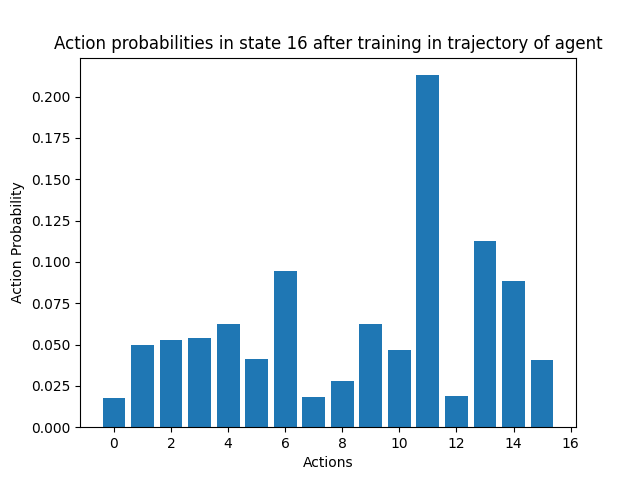 Action probabilities in state 16 after training in trajectory of agent
0.200
0.175
0.150
0.125
0.100
0.075
0.050
0.025
0.000
Action Probability
0 2 4 6 8 10 12 14 16
Actions